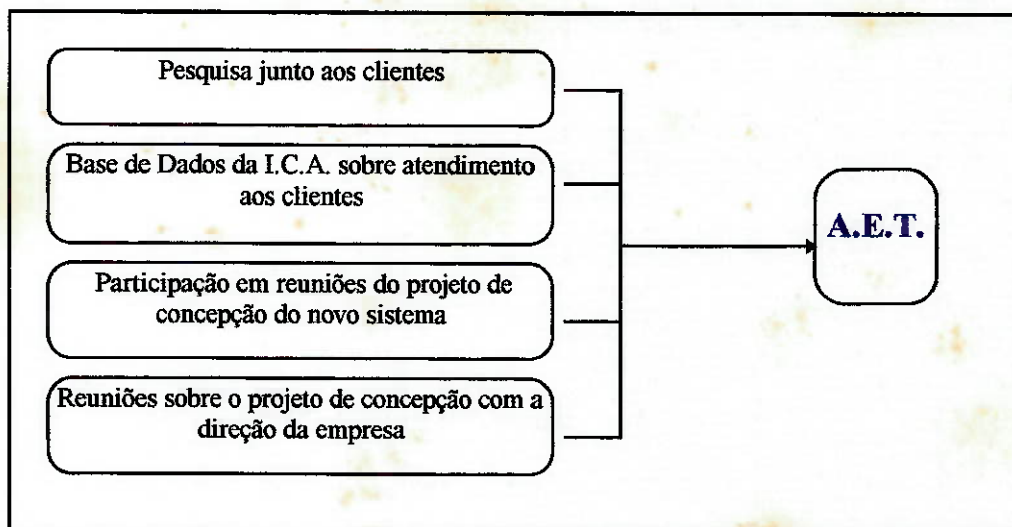 Pesquisa junto aos clientes
Base de Dados da I.C.A. sobre atendimento
aos clientes
Participação em reuniões do projeto de
concepção do novo sistema
Reuniões sobre o projeto de concepção com a
direção da empresa
A.E.T.